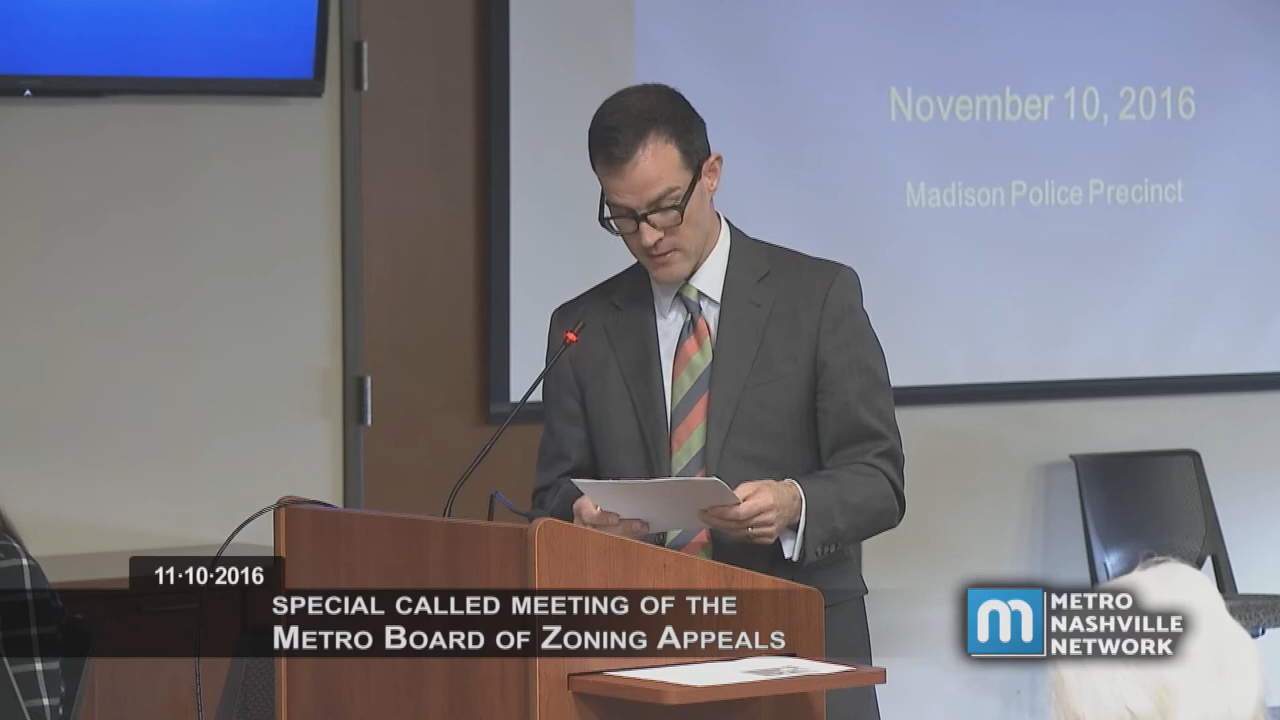 November 10, 2016
Madison Police Precinct
11·10·2016
SPECIAL CALLED MEETING OF THE
METRO BOARD OF ZONING APPEALS
m
METRO
NASHVILLE
NETWORK